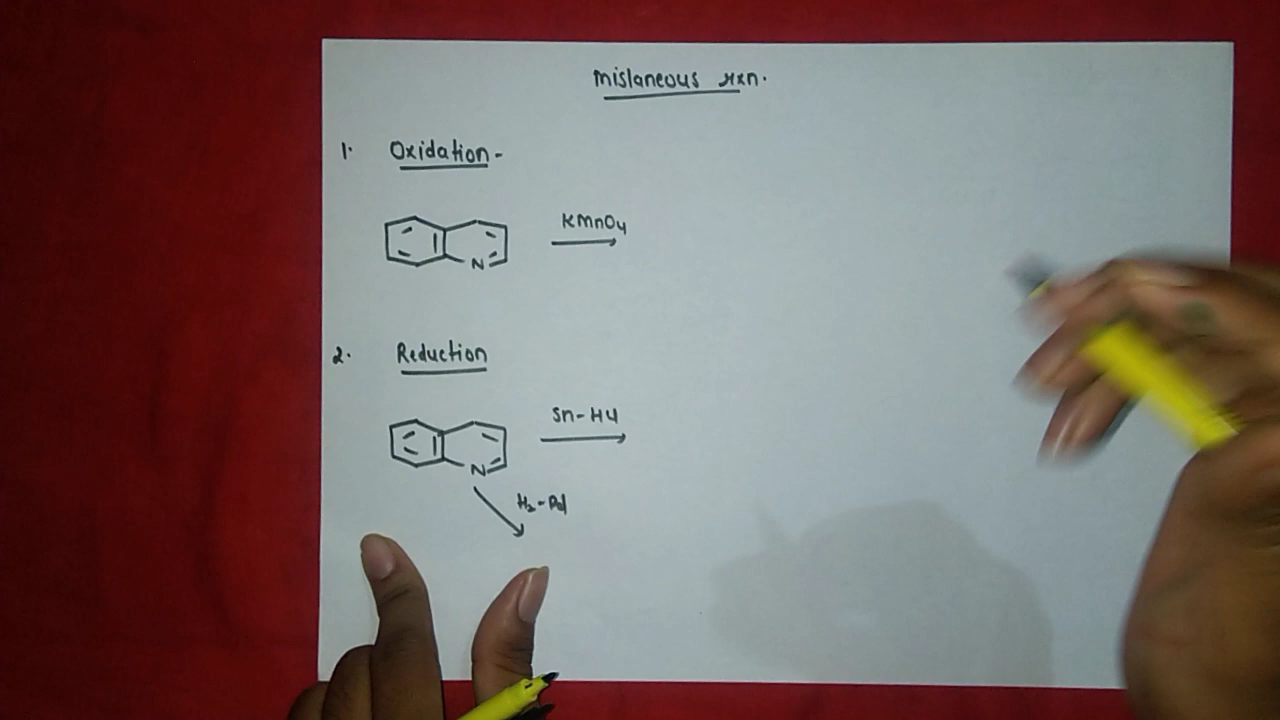 Mislaneous rxn.
1. Oxidation-
KMnO4
N
2. Reduction
Sn-HCl
N
H2-Pd